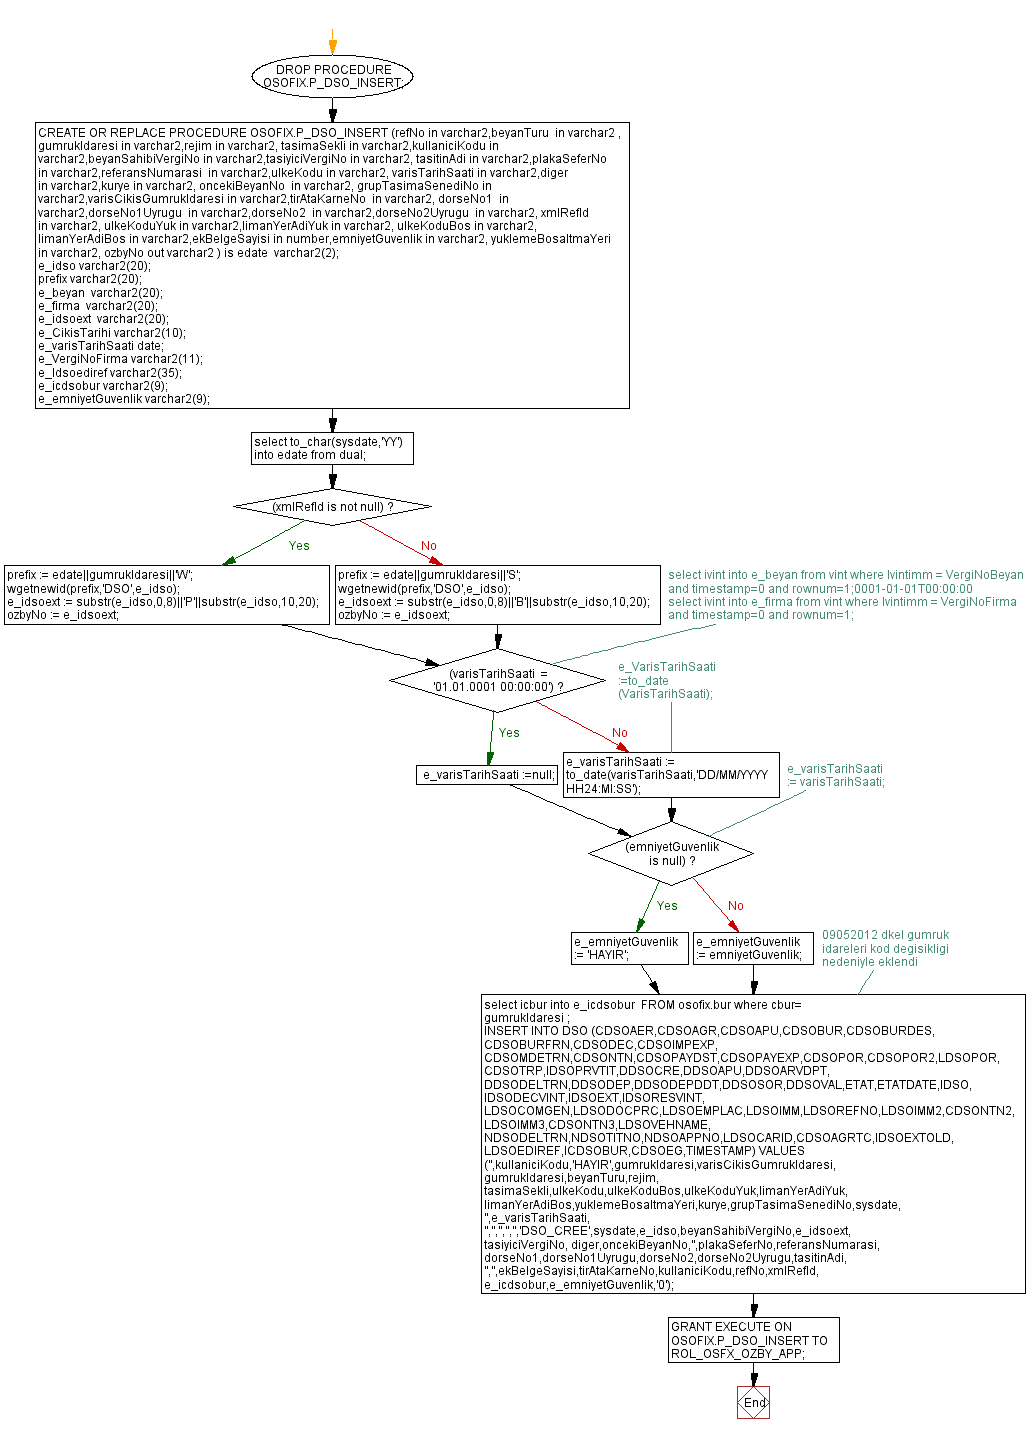 DROP PROCEDURE
OSOFIX.P_DSO_INSERT;
CREATE OR REPLACE PROCEDURE OSOFIX.P_DSO_INSERT (refNo in varchar2,beyanTuru  in varchar2 ,
gumrukIdaresi in varchar2,rejim in varchar2, tasimaSekli in varchar2,kullaniciKodu in
varchar2,beyanSahibiVergiNo in varchar2,tasiyiciVergiNo in varchar2, tasitinAdi in varchar2,plakaSeferNo
in varchar2,referansNumarasi  in varchar2,ulkeKodu in varchar2, varisTarihSaati in varchar2,diger
in varchar2,kurye in varchar2, oncekiBeyanNo  in varchar2, grupTasimaSenediNo in
varchar2,varisCikisGumrukIdaresi in varchar2,tirAtaKarneNo  in varchar2, dorseNo1  in
varchar2,dorseNo1Uyrugu  in varchar2,dorseNo2  in varchar2,dorseNo2Uyrugu  in varchar2, xmlRefId
in varchar2, ulkeKoduYuk in varchar2,limanYerAdiYuk in varchar2, ulkeKoduBos in varchar2,
limanYerAdiBos in varchar2,ekBelgeSayisi in number,emniyetGuvenlik in varchar2, yuklemeBosaltmaYeri
in varchar2, ozbyNo out varchar2 ) is edate  varchar2(2);
e_idso varchar2(20);
prefix varchar2(20);
e_beyan  varchar2(20);
e_firma  varchar2(20);
e_idsoext  varchar2(20);
e_CikisTarihi varchar2(10);
e_varisTarihSaati date;
e_VergiNoFirma varchar2(11);
e_ldsoediref varchar2(35);
e_icdsobur varchar2(9);
e_emniyetGuvenlik varchar2(9);
select to_char(sysdate,'YY')
into edate from dual;
(xmlRefId is not null) ?
Yes
No
prefix := edate||gumrukIdaresi||'W';
wgetnewid(prefix,'DSO',e_idso);
e_idsoext := substr(e_idso,0,8)||'P'||substr(e_idso,10,20);
ozbyNo := e_idsoext;
prefix := edate||gumrukIdaresi||'S';
wgetnewid(prefix,'DSO',e_idso);
e_idsoext := substr(e_idso,0,8)||'B'||substr(e_idso,10,20);
ozbyNo := e_idsoext;
select ivint into e_beyan from vint where lvintimm = VergiNoBeyan
and timestamp=0 and rownum=1;0001-01-01T00:00:00
select ivint into e_firma from vint where lvintimm = VergiNoFirma
and timestamp=0 and rownum=1;
(varisTarihSaati  =
'01.01.0001 00:00:00') ?
e_VarisTarihSaati
:=to_date
(VarisTarihSaati);
Yes
No
e_varisTarihSaati :=null;
e_varisTarihSaati :=
to_date(varisTarihSaati,'DD/MM/YYYY
HH24:MI:SS');
e_varisTarihSaati
:= varisTarihSaati;
(emniyetGuvenlik
is null) ?
Yes
No
e_emniyetGuvenlik
:= 'HAYIR';
e_emniyetGuvenlik
:= emniyetGuvenlik;
09052012 dkel gumruk
idareleri kod degisikligi
nedeniyle eklendi
select icbur into e_icdsobur  FROM osofix.bur where cbur=
gumrukIdaresi ;
INSERT INTO DSO (CDSOAER,CDSOAGR,CDSOAPU,CDSOBUR,CDSOBURDES,
CDSOBURFRN,CDSODEC,CDSOIMPEXP,
CDSOMDETRN,CDSONTN,CDSOPAYDST,CDSOPAYEXP,CDSOPOR,CDSOPOR2,LDSOPOR,
CDSOTRP,IDSOPRVTIT,DDSOCRE,DDSOAPU,DDSOARVDPT,
DDSODELTRN,DDSODEP,DDSODEPDDT,DDSOSOR,DDSOVAL,ETAT,ETATDATE,IDSO,
IDSODECVINT,IDSOEXT,IDSORESVINT,
LDSOCOMGEN,LDSODOCPRC,LDSOEMPLAC,LDSOIMM,LDSOREFNO,LDSOIMM2,CDSONTN2,
LDSOIMM3,CDSONTN3,LDSOVEHNAME,
NDSODELTRN,NDSOTITNO,NDSOAPPNO,LDSOCARID,CDSOAGRTC,IDSOEXTOLD,
LDSOEDIREF,ICDSOBUR,CDSOEG,TIMESTAMP) VALUES
('',kullaniciKodu,'HAYIR',gumrukIdaresi,varisCikisGumrukIdaresi,
gumrukIdaresi,beyanTuru,rejim,
tasimaSekli,ulkeKodu,ulkeKoduBos,ulkeKoduYuk,limanYerAdiYuk,
limanYerAdiBos,yuklemeBosaltmaYeri,kurye,grupTasimaSenediNo,sysdate,
'',e_varisTarihSaati,
'','','','','','DSO_CREE',sysdate,e_idso,beyanSahibiVergiNo,e_idsoext,
tasiyiciVergiNo, diger,oncekiBeyanNo,'',plakaSeferNo,referansNumarasi,
dorseNo1,dorseNo1Uyrugu,dorseNo2,dorseNo2Uyrugu,tasitinAdi,
'','',ekBelgeSayisi,tirAtaKarneNo,kullaniciKodu,refNo,xmlRefId,
e_icdsobur,e_emniyetGuvenlik,'0');
GRANT EXECUTE ON
OSOFIX.P_DSO_INSERT TO
ROL_OSFX_OZBY_APP;
End